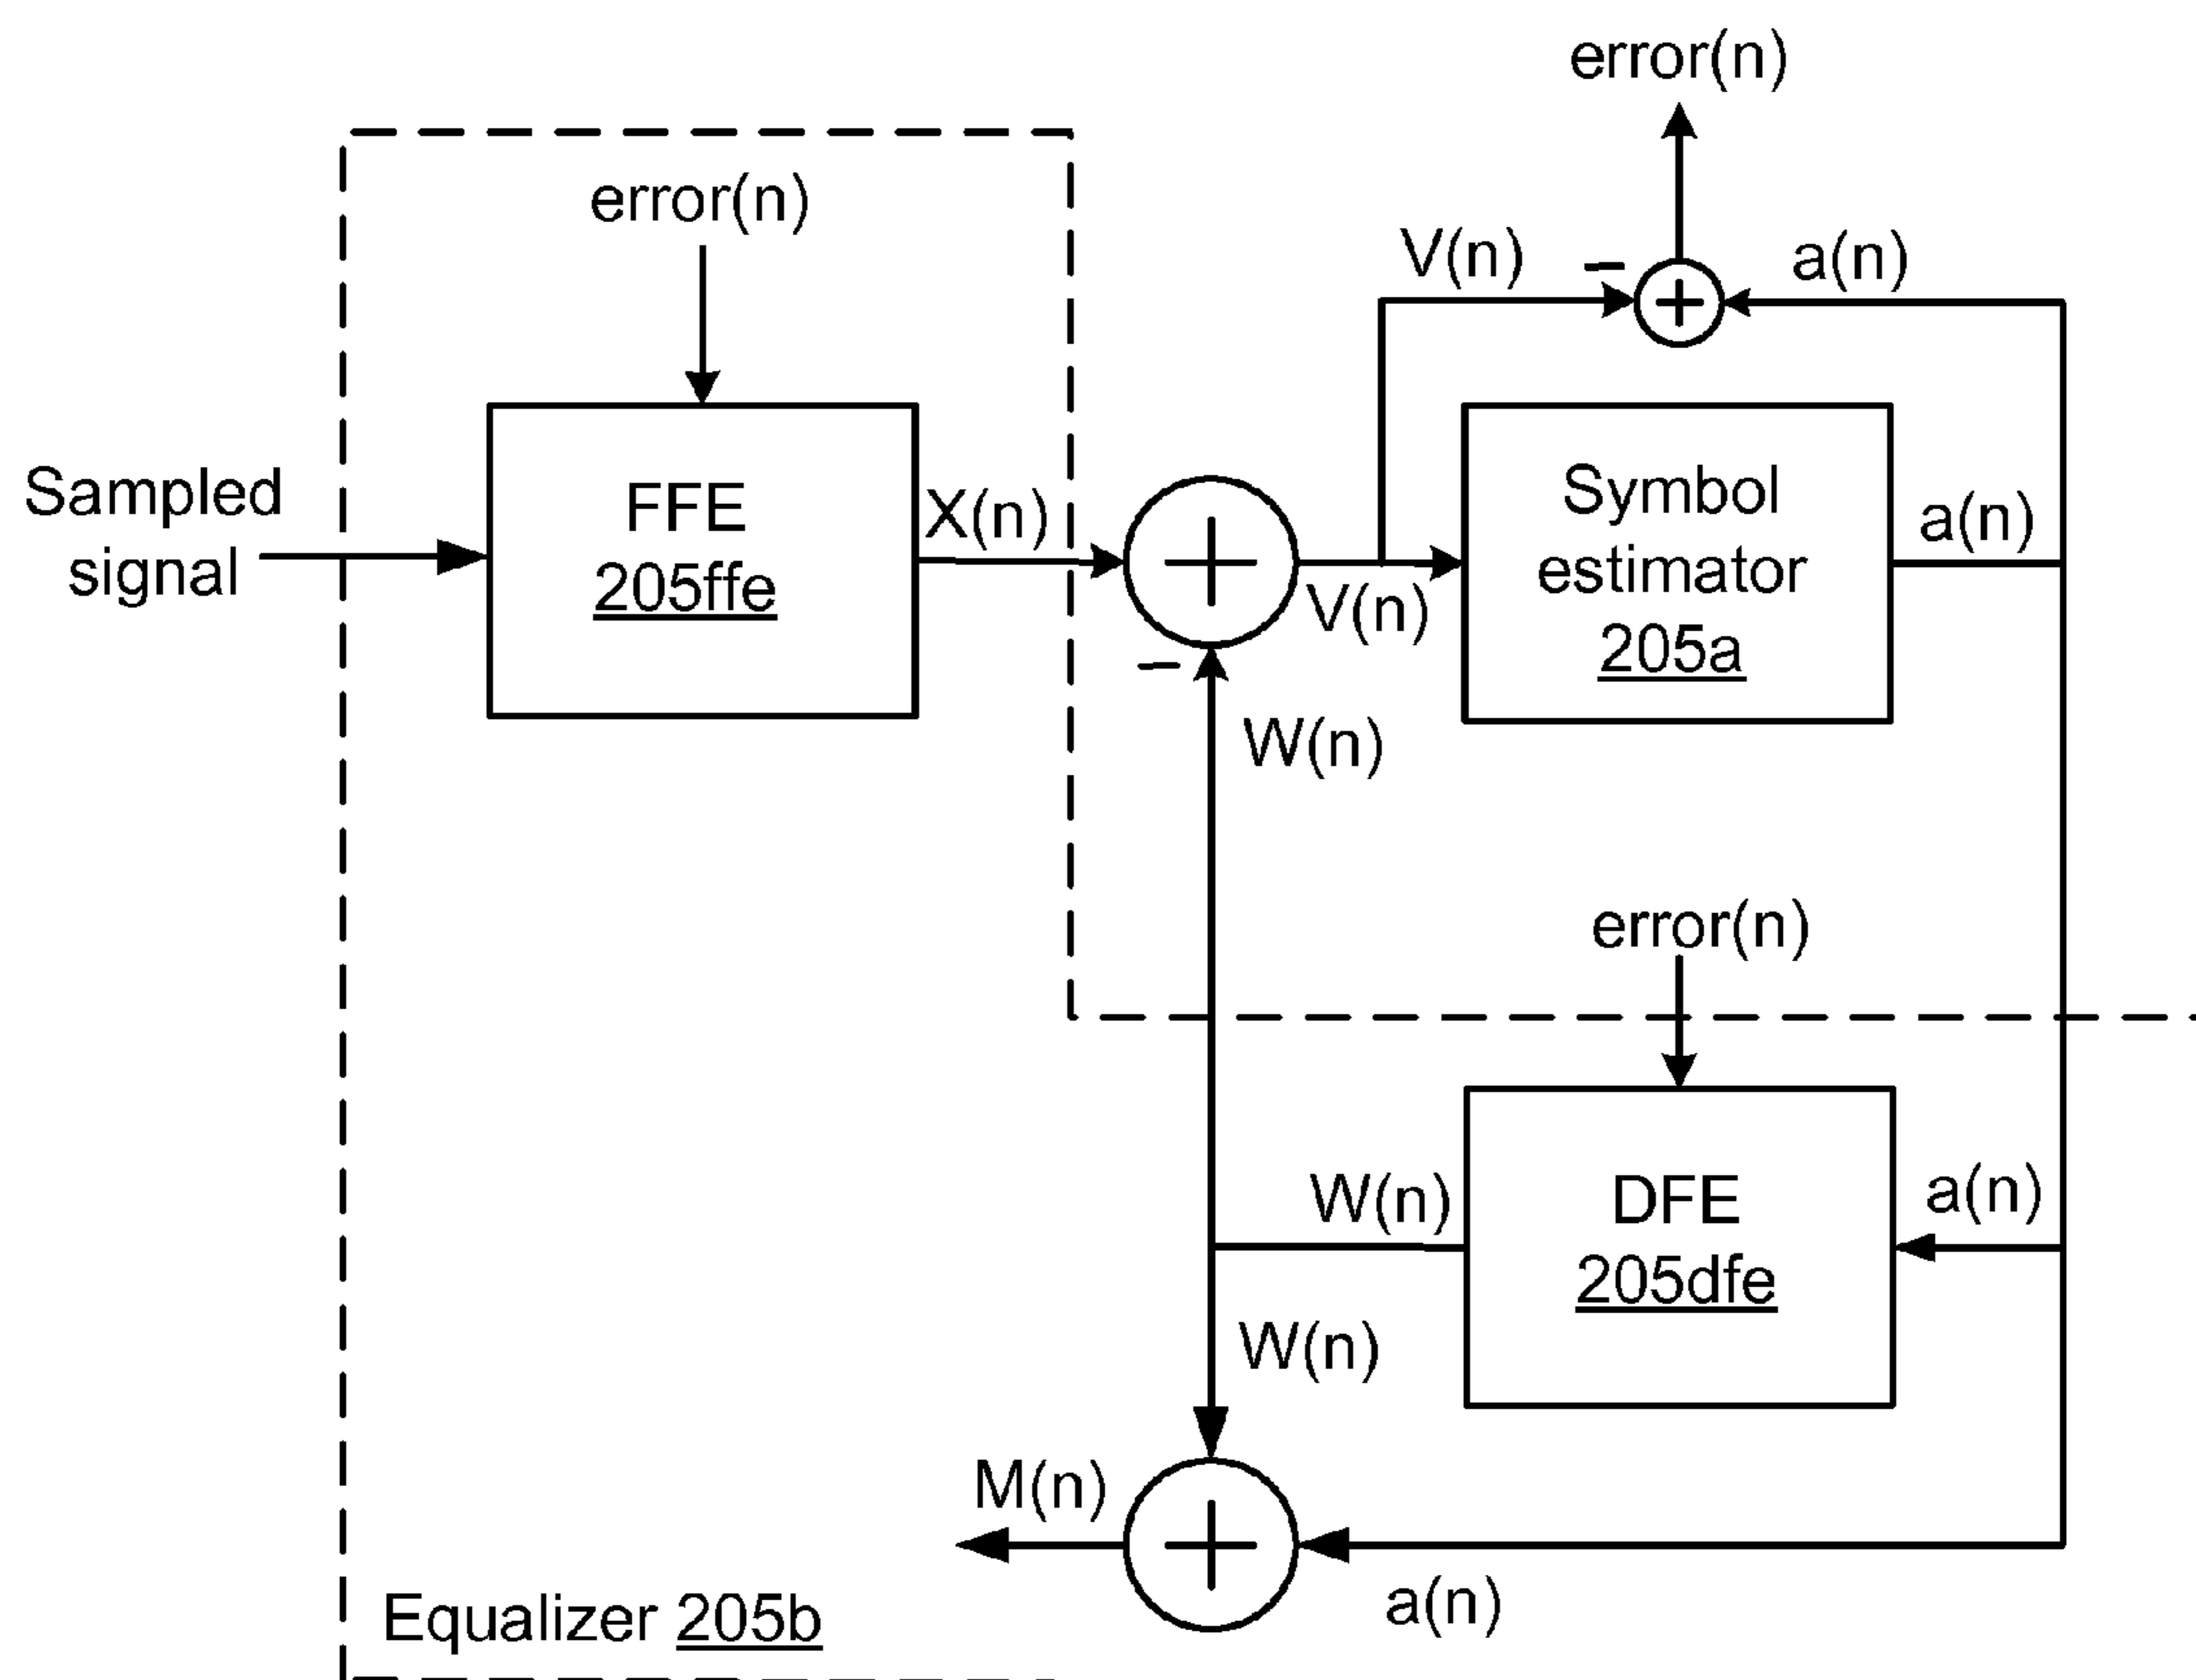 error(n)
error(n)
V(n)
−
a(n)
Sampled
signal
FFE
205ffe
X(n)
+
−
V(n)
W(n)
+
Symbol
estimator
205a
a(n)
error(n)
W(n)
DFE
205dfe
a(n)
W(n)
M(n)
+
a(n)
Equalizer 205b